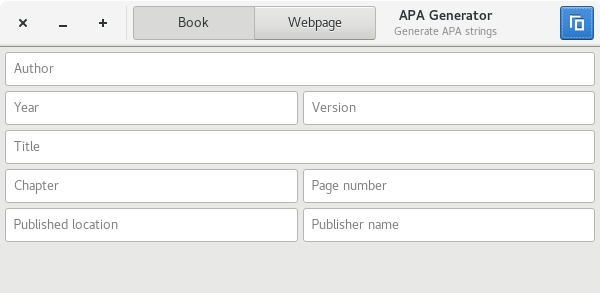 Book
Webpage
APA Generator
Generate APA strings
Author
Year
Version
Title
Chapter
Page number
Published location
Publisher name